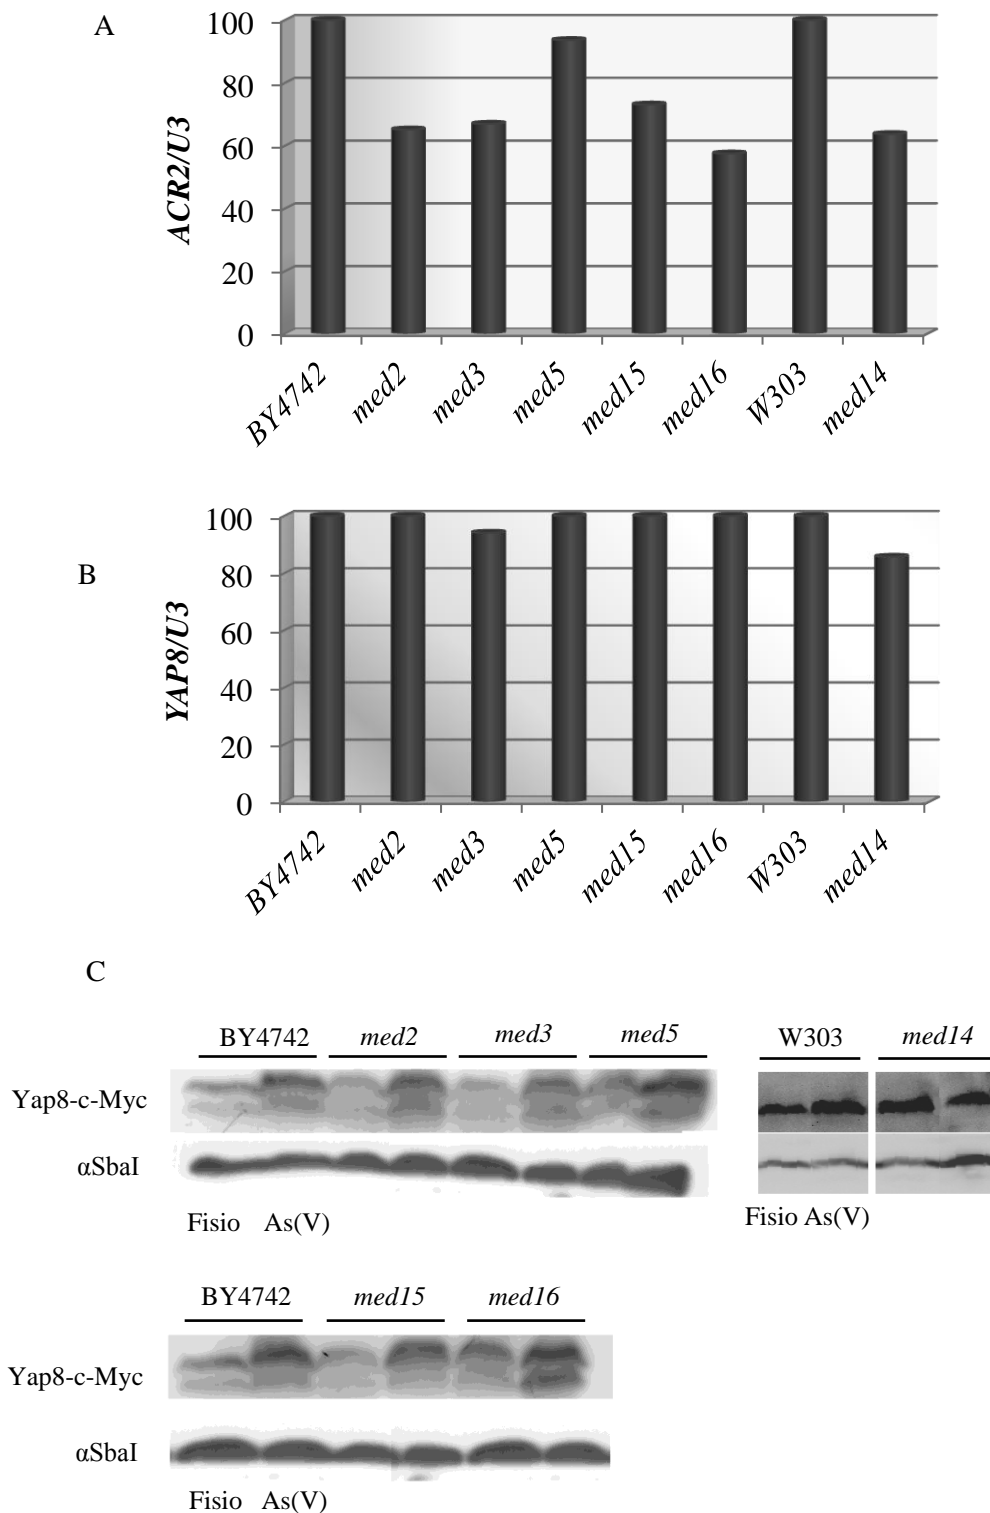 A
100
80
60
40
20
0
ACR2/U3
BY4742 med2 med3 med5 med15 med16 W303 med14
B
100
80
60
40
20
0
YAP8/U3
BY4742 med2 med3 med5 med15 med16 W303 med14
C
BY4742 med2 med3 med5 W303 med14
Yap8-c-Myc
αSbaI
Fisio As(V) Fisio As(V)
BY4742 med15 med16
Yap8-c-Myc
αSbaI
Fisio As(V)